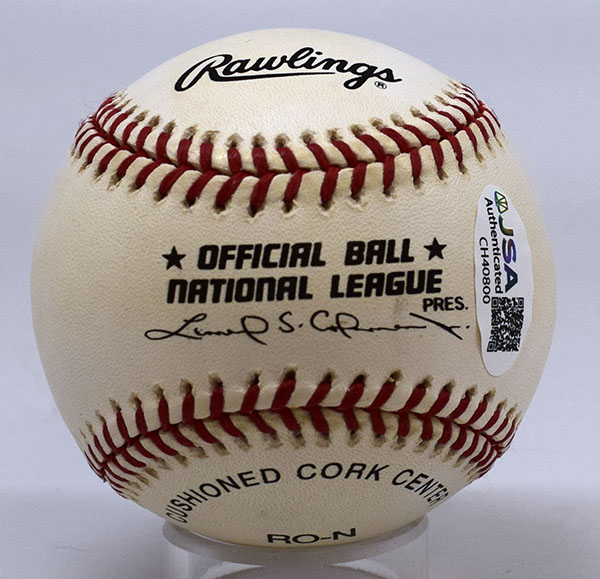 Rawlings®
★ OFFICIAL BALL ★
NATIONAL LEAGUE
PRES.
JSA
Authenticated
CH40800
CUSHIONED CORK CENTER
RO-N